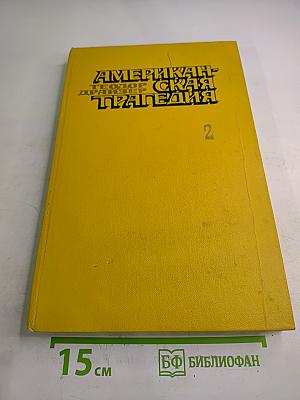 АМЕРИКАН-
ТЕОДОР
ДРАЙЗЕР
СКАЯ
ТРАГЕДИЯ
2
15 см
БФ БИБЛИОФАН